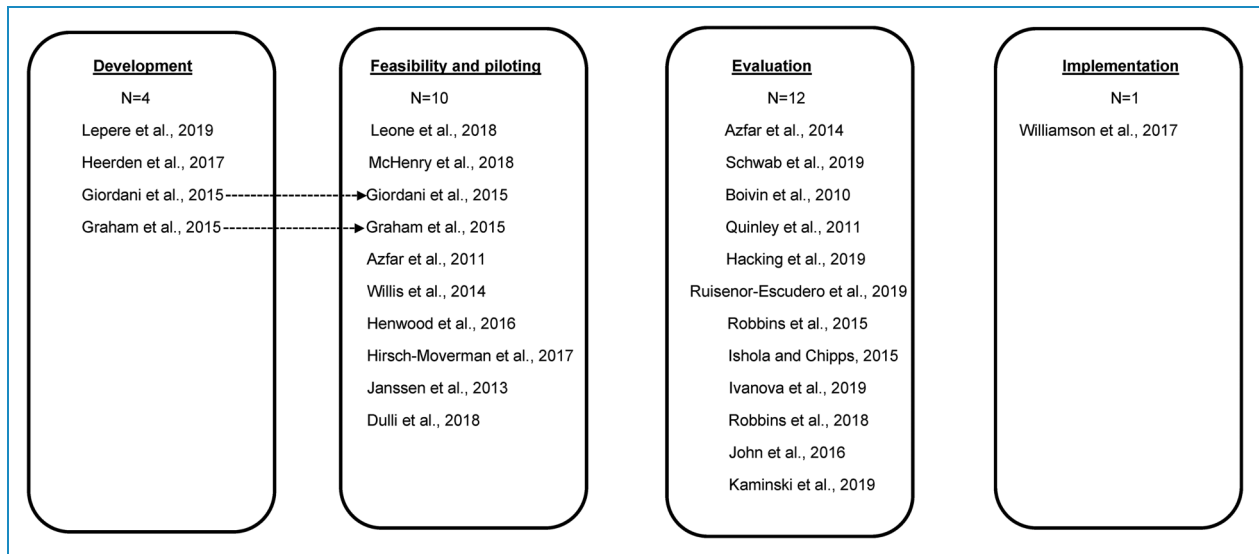 Development
N=4
Lepere et al., 2019
Heerden et al., 2017
Giordani et al., 2015
Graham et al., 2015
Feasibility and piloting
N=10
Leone et al., 2018
McHenry et al., 2018
Giordani et al., 2015
Graham et al., 2015
Azfar et al., 2011
Willis et al., 2014
Henwood et al., 2016
Hirsch-Moverman et al., 2017
Janssen et al., 2013
Dulli et al., 2018
Evaluation
N=12
Azfar et al., 2014
Schwab et al., 2019
Boivin et al., 2010
Quinley et al., 2011
Hacking et al., 2019
Ruisenor-Escudero et al., 2019
Robbins et al., 2015
Ishola and Chipps, 2015
Ivanova et al., 2019
Robbins et al., 2018
John et al., 2016
Kaminski et al., 2019
Implementation
N=1
Williamson et al., 2017